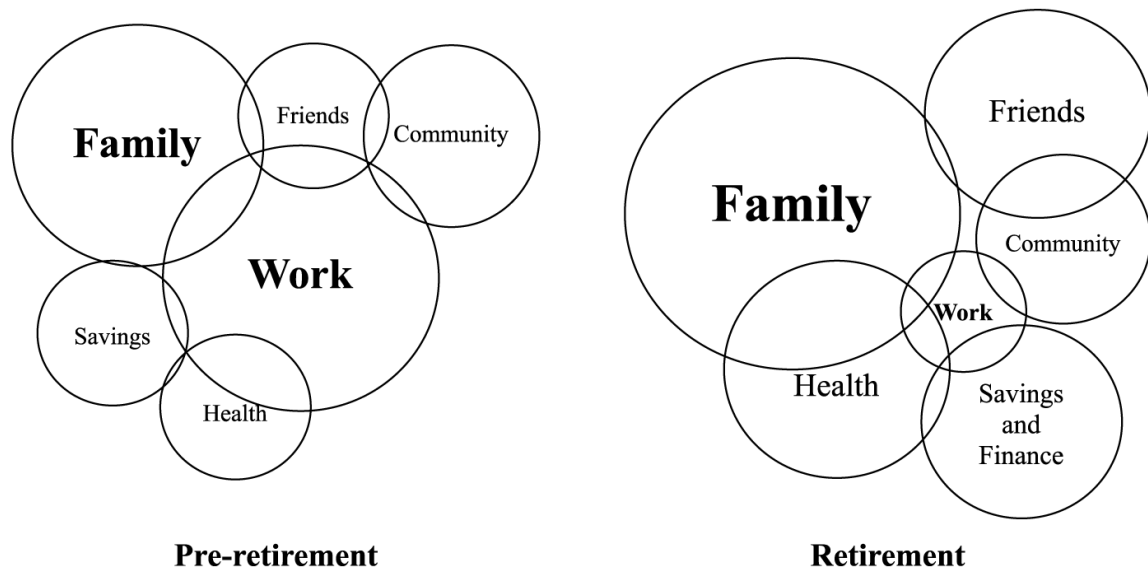 Family
Friends
Community
Work
Savings
Health
Pre-retirement
Friends
Family
Community
Work
Health
Savings
and
Finance
Retirement